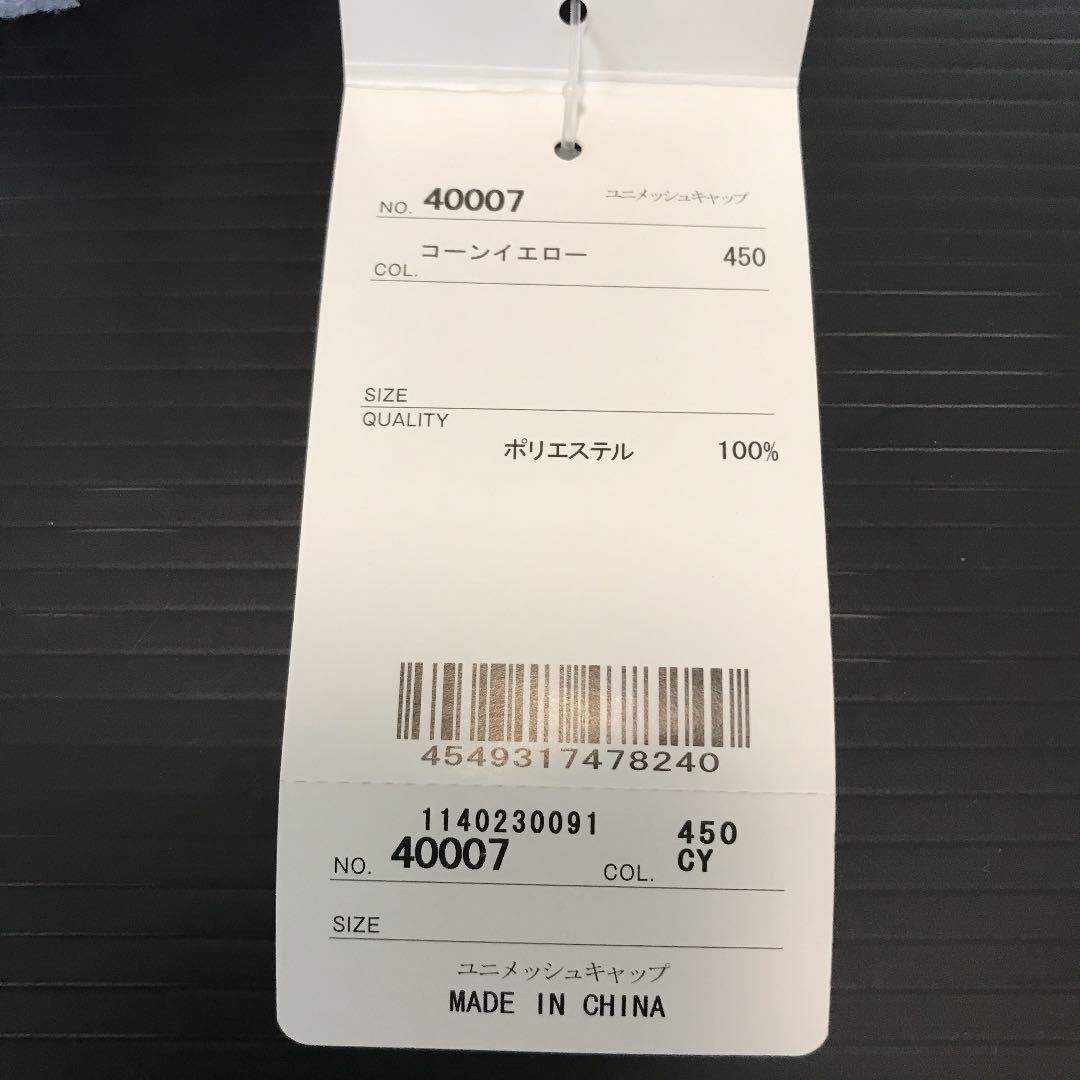 NO. 40007 ユニメッシュキャップ
COL. コーンイエロー 450
SIZE
QUALITY
ポリエステル 100%
4549317478240
1140230091 450
NO. 40007 COL. CY
SIZE
ユニメッシュキャップ
MADE IN CHINA